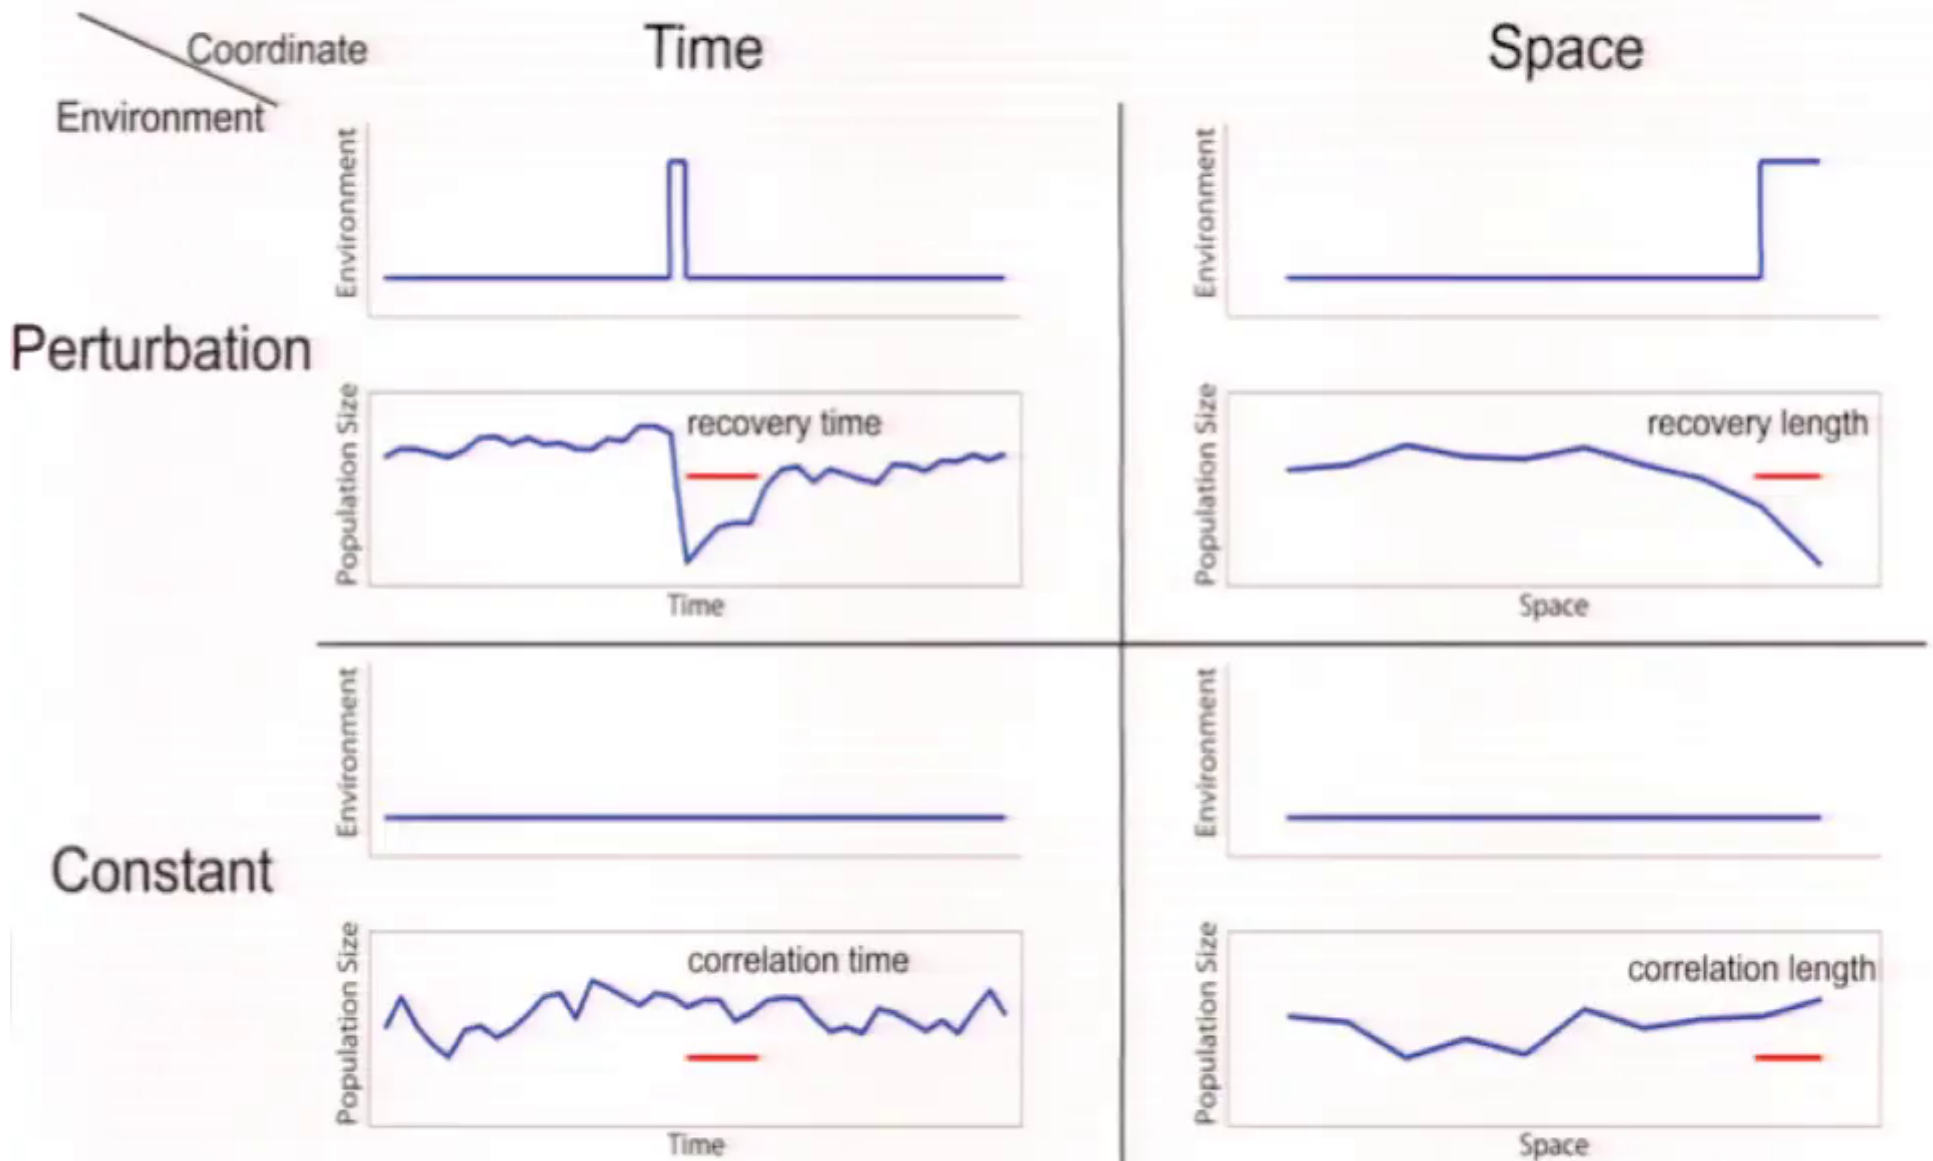 Coordinate
Time
Space
Environment
Environment
Environment
Perturbation
Population Size
recovery time
Population Size
recovery length
Time
Space
Environment
Environment
Constant
Population Size
correlation time
Population Size
correlation length
Time
Space